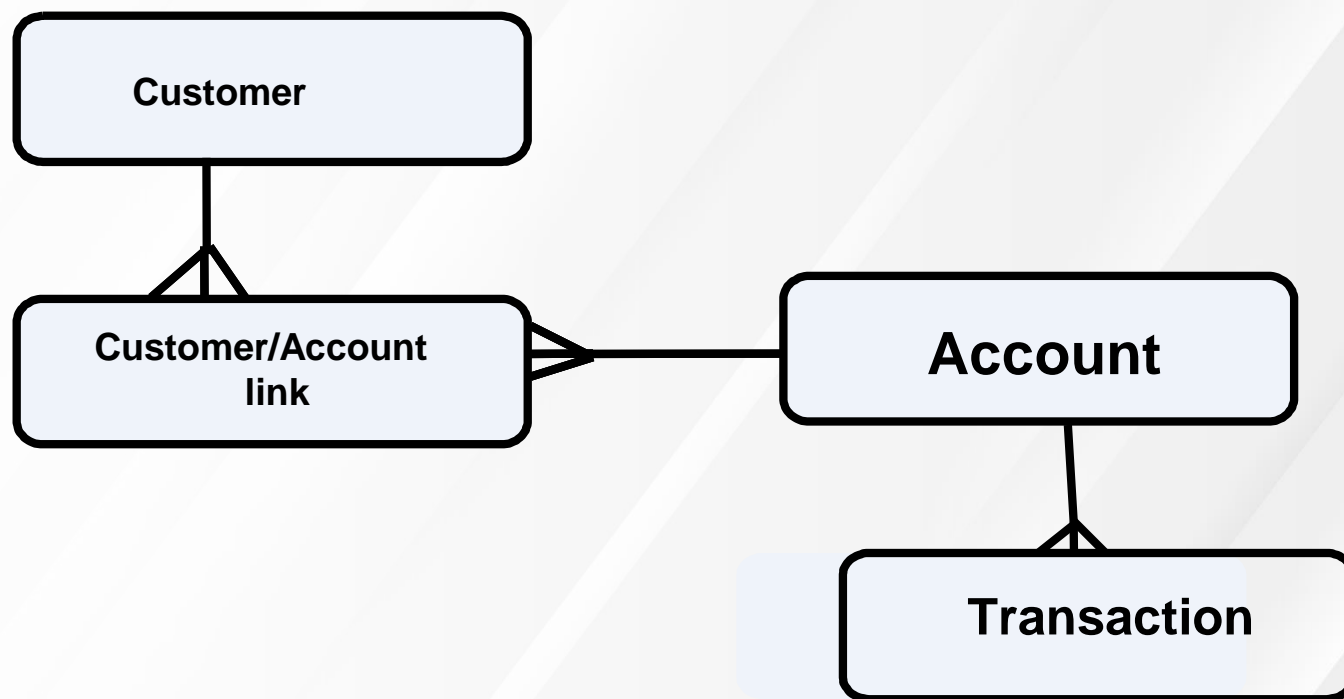 Customer
Customer/Account
link
Account
Transaction